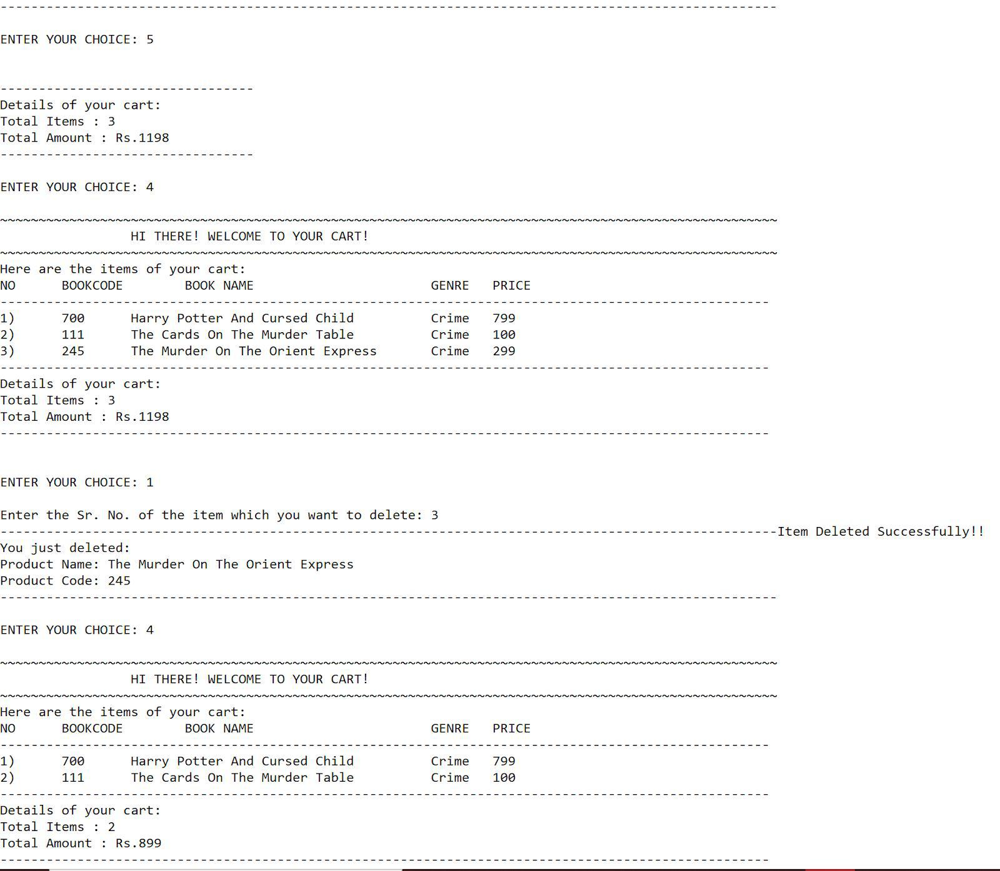 ---------------------------------------------------------------------------------------------------
ENTER YOUR CHOICE: 5
---------------------------------
Details of your cart:
Total Items : 3
Total Amount : Rs.1198
---------------------------------
ENTER YOUR CHOICE: 4
~~~~~~~~~~~~~~~~~~~~~~~~~~~~~~~~~~~~~~~~~~~~~~~~~~~~~~~~~~~~~~~~~~~~~~~~~~~~~~~~~~~~~~~~~~~~~~~~~~~~~
HI THERE! WELCOME TO YOUR CART!
~~~~~~~~~~~~~~~~~~~~~~~~~~~~~~~~~~~~~~~~~~~~~~~~~~~~~~~~~~~~~~~~~~~~~~~~~~~~~~~~~~~~~~~~~~~~~~~~~~~~~
Here are the items of your cart:
NO BOOKCODE BOOK NAME GENRE PRICE
----------------------------------------------------------------------------------------------------
1) 700 Harry Potter And Cursed Child Crime 799
2) 111 The Cards On The Murder Table Crime 100
3) 245 The Murder On The Orient Express Crime 299
----------------------------------------------------------------------------------------------------
Details of your cart:
Total Items : 3
Total Amount : Rs.1198
----------------------------------------------------------------------------------------------------
ENTER YOUR CHOICE: 1
Enter the Sr. No. of the item which you want to delete: 3
-----------------------------------------------------------------------------------------------------Item Deleted Successfully!!
You just deleted:
Product Name: The Murder On The Orient Express
Product Code: 245
-----------------------------------------------------------------------------------------------------
ENTER YOUR CHOICE: 4
~~~~~~~~~~~~~~~~~~~~~~~~~~~~~~~~~~~~~~~~~~~~~~~~~~~~~~~~~~~~~~~~~~~~~~~~~~~~~~~~~~~~~~~~~~~~~~~~~~~~~
HI THERE! WELCOME TO YOUR CART!
~~~~~~~~~~~~~~~~~~~~~~~~~~~~~~~~~~~~~~~~~~~~~~~~~~~~~~~~~~~~~~~~~~~~~~~~~~~~~~~~~~~~~~~~~~~~~~~~~~~~~
Here are the items of your cart:
NO BOOKCODE BOOK NAME GENRE PRICE
----------------------------------------------------------------------------------------------------
1) 700 Harry Potter And Cursed Child Crime 799
2) 111 The Cards On The Murder Table Crime 100
----------------------------------------------------------------------------------------------------
Details of your cart:
Total Items : 2
Total Amount : Rs.899
----------------------------------------------------------------------------------------------------